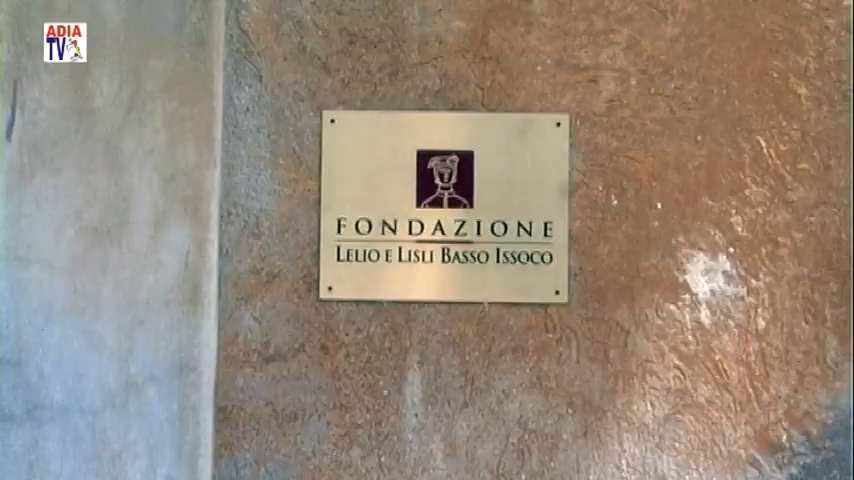 ADIA
TV
FONDAZIONE
LELIO E LISLI BASSO ISSOCO